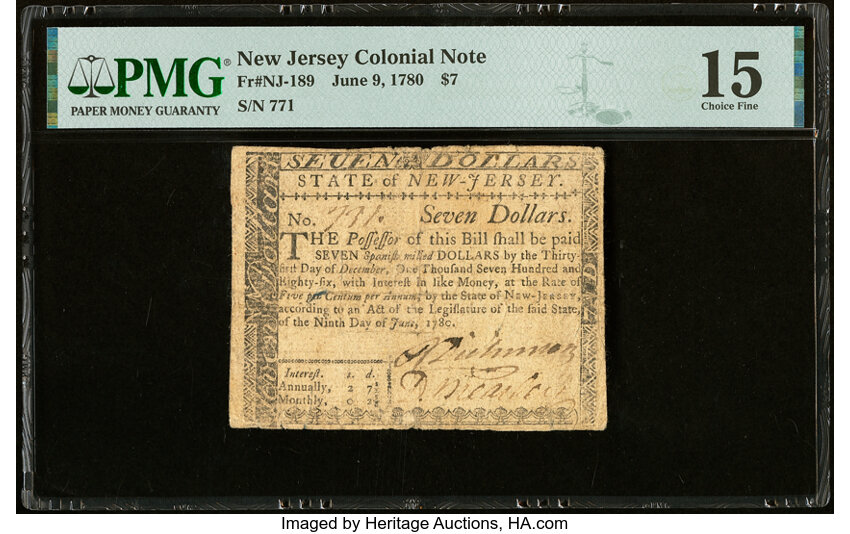 PMG®
PAPER MONEY GUARANTY
New Jersey Colonial Note
Fr#NJ-189 June 9, 1780 $7
S/N 771
15
Choice Fine
SEVEN DOLLARS
STATE of NEW-JERSEY.
No. 771. Seven Dollars.
THE Poſſeſſor of this Bill ſhall be paid
SEVEN Spaniſh milled DOLLARS by the Thirty-
firſt Day of December, One Thouſand Seven Hundred and
Eighty-ſix, with Intereſt in like Money, at the Rate of
Five per Centum per Annum, by the State of NEW-JERSEY,
according to an Act of the Legiſlature of the ſaid State,
of the Ninth Day of June, 1780.
Intereſt. s. d.
Annually, 2 7½
Monthly, 0 2½
Imaged by Heritage Auctions, HA.com